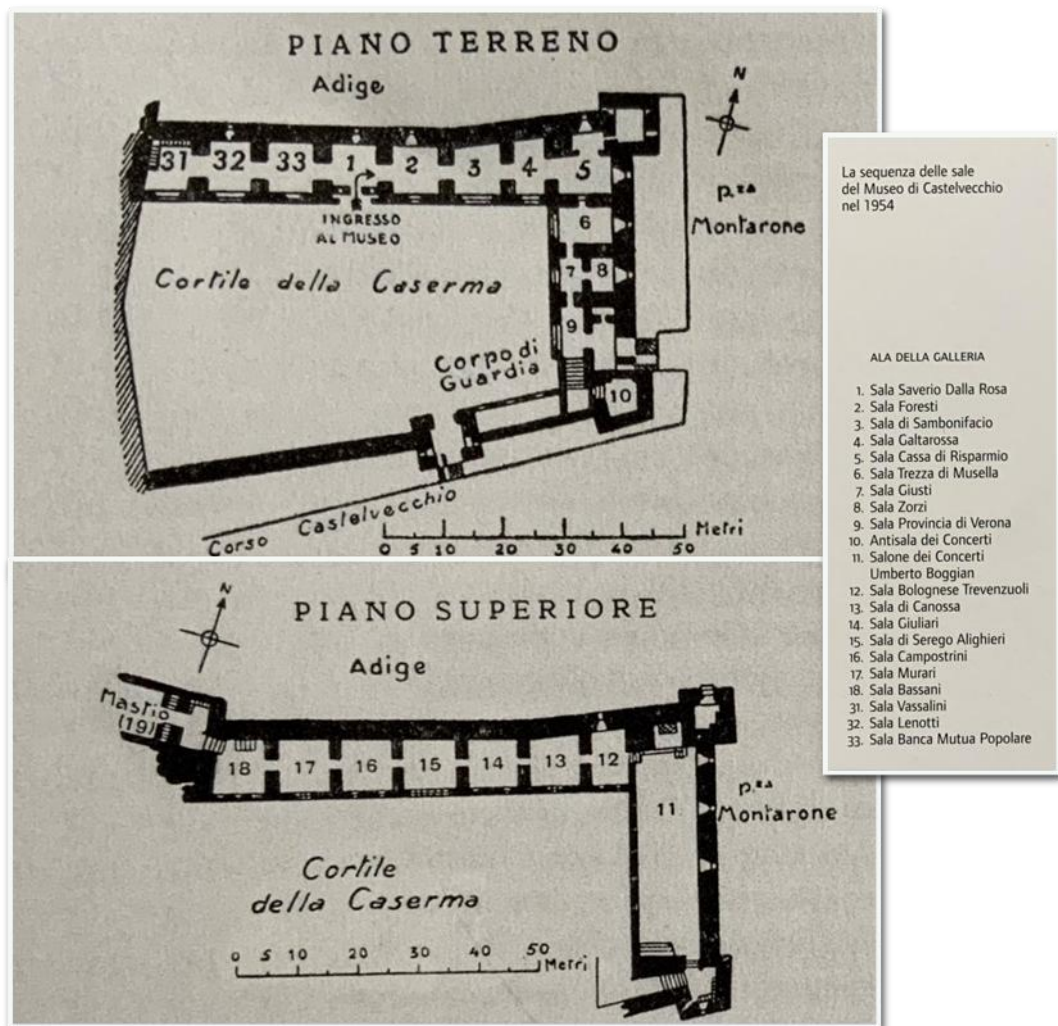 PIANO TERRENO
Adige
N
31 32 33 1 2 3 4 5
INGRESSO
AL MUSEO
p.za
Montarone
6
7 8
9
10
Cortile della Caserma
Corpo di
Guardia
Corso Castelvecchio
0 5 10 20 30 40 50 Metri
N
PIANO SUPERIORE
Adige
Mastio
(19)
18 17 16 15 14 13 12
11
p.za
Montarone
Cortile
della Caserma
0 5 10 20 30 40 50 Metri
La sequenza delle sale
del Museo di Castelvecchio
nel 1954
ALA DELLA GALLERIA
1. Sala Saverio Dalla Rosa
2. Sala Foresti
3. Sala di Sambonifacio
4. Sala Galtarossa
5. Sala Cassa di Risparmio
6. Sala Trezza di Musella
7. Sala Giusti
8. Sala Zorzi
9. Sala Provincia di Verona
10. Antisala dei Concerti
11. Salone dei Concerti
Umberto Boggian
12. Sala Bolognese Trevenzuoli
13. Sala di Canossa
14. Sala Giuliari
15. Sala di Serego Alighieri
16. Sala Campostrini
17. Sala Murari
18. Sala Bassani
31. Sala Vassalini
32. Sala Lenotti
33. Sala Banca Mutua Popolare